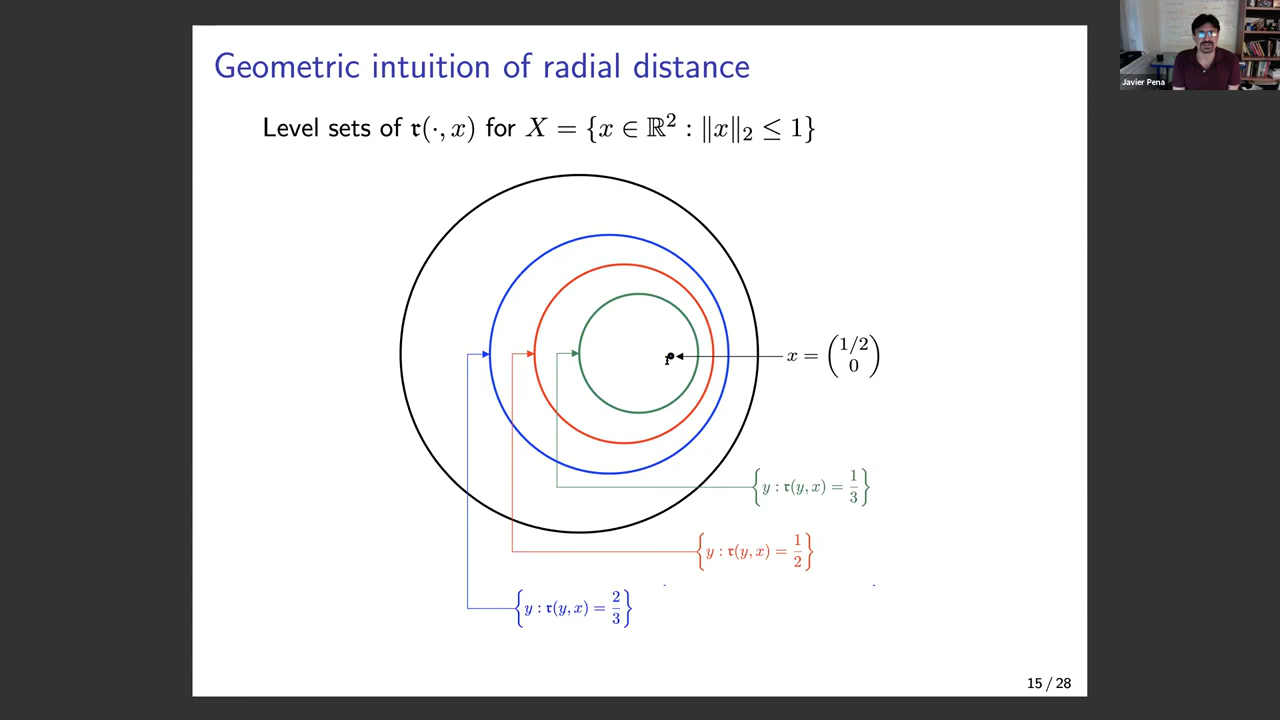 Geometric intuition of radial distance
Level sets of 𝔯(·, x) for X = {x ∈ ℝ² : ‖x‖₂ ≤ 1}
x = (1/2 0)
{y : 𝔯(y, x) = 1/3}
{y : 𝔯(y, x) = 1/2}
{y : 𝔯(y, x) = 2/3}
15 / 28
Javier Pena